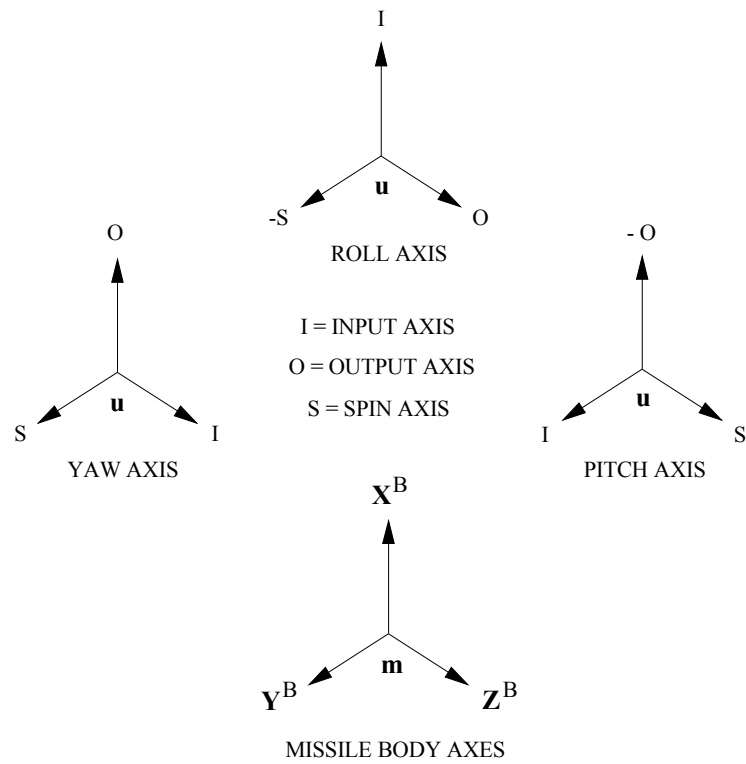 I
u
-S
O
ROLL AXIS
O
- O
I = INPUT AXIS
O = OUTPUT AXIS
S = SPIN AXIS
u
S
I
YAW AXIS
u
I
S
PITCH AXIS
X^B
m
Y^B
Z^B
MISSILE BODY AXES